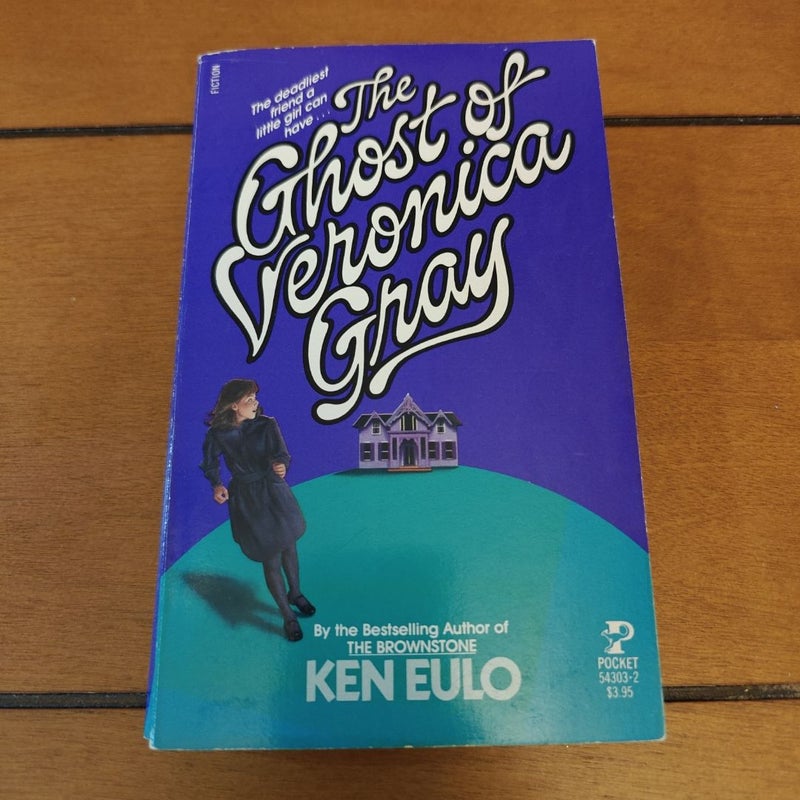 FICTION
The deadliest
friend a
little girl can
have...
The
Ghost of
Veronica
Gray
By the Bestselling Author of
THE BROWNSTONE
KEN EULO
P
POCKET
54303-2
$3.95